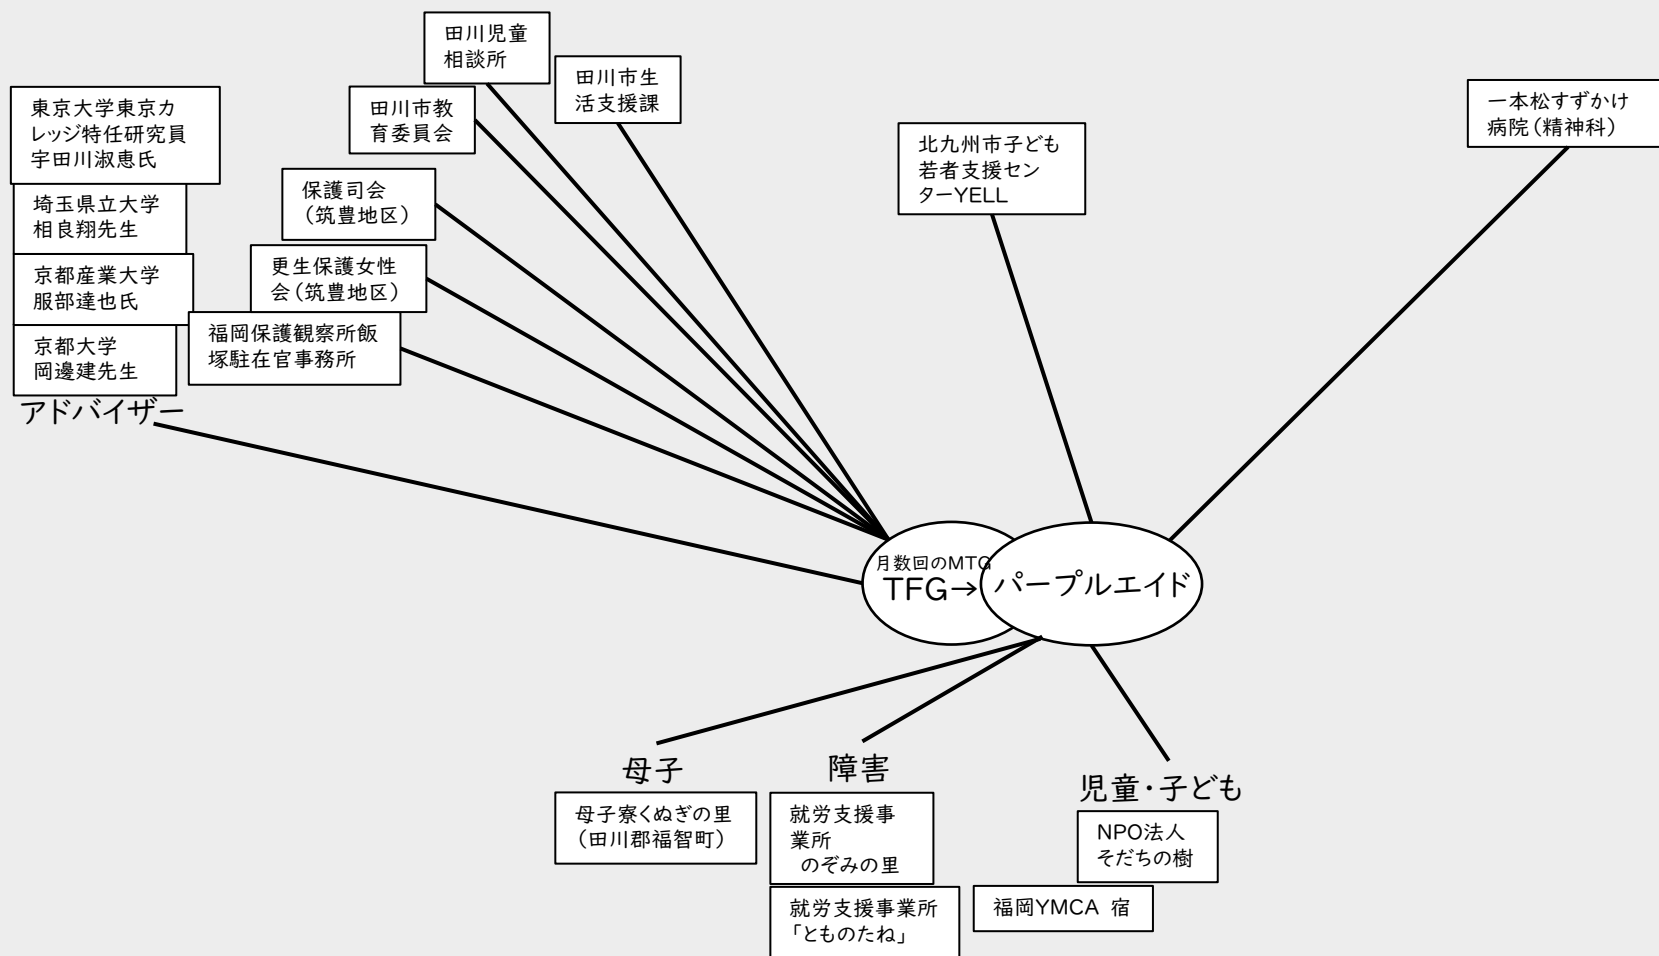 田川児童
相談所
田川市生
活支援課
田川市教
育委員会
東京大学東京カ
レッジ特任研究員
宇田川淑恵氏
埼玉県立大学
相良翔先生
京都産業大学
服部達也氏
京都大学
岡邊建先生
アドバイザー
保護司会
（筑豊地区）
更生保護女性
会（筑豊地区）
福岡保護観察所飯
塚駐在官事務所
北九州市子ども
若者支援セン
ターYELL
一本松すずかけ
病院（精神科）
月数回のMTG
TFG→
パープルエイド
母子
母子寮くぬぎの里
（田川郡福智町）
障害
就労支援事
業所
のぞみの里
就労支援事業所
「とものたね」
児童・子ども
NPO法人
そだちの樹
福岡YMCA 宿